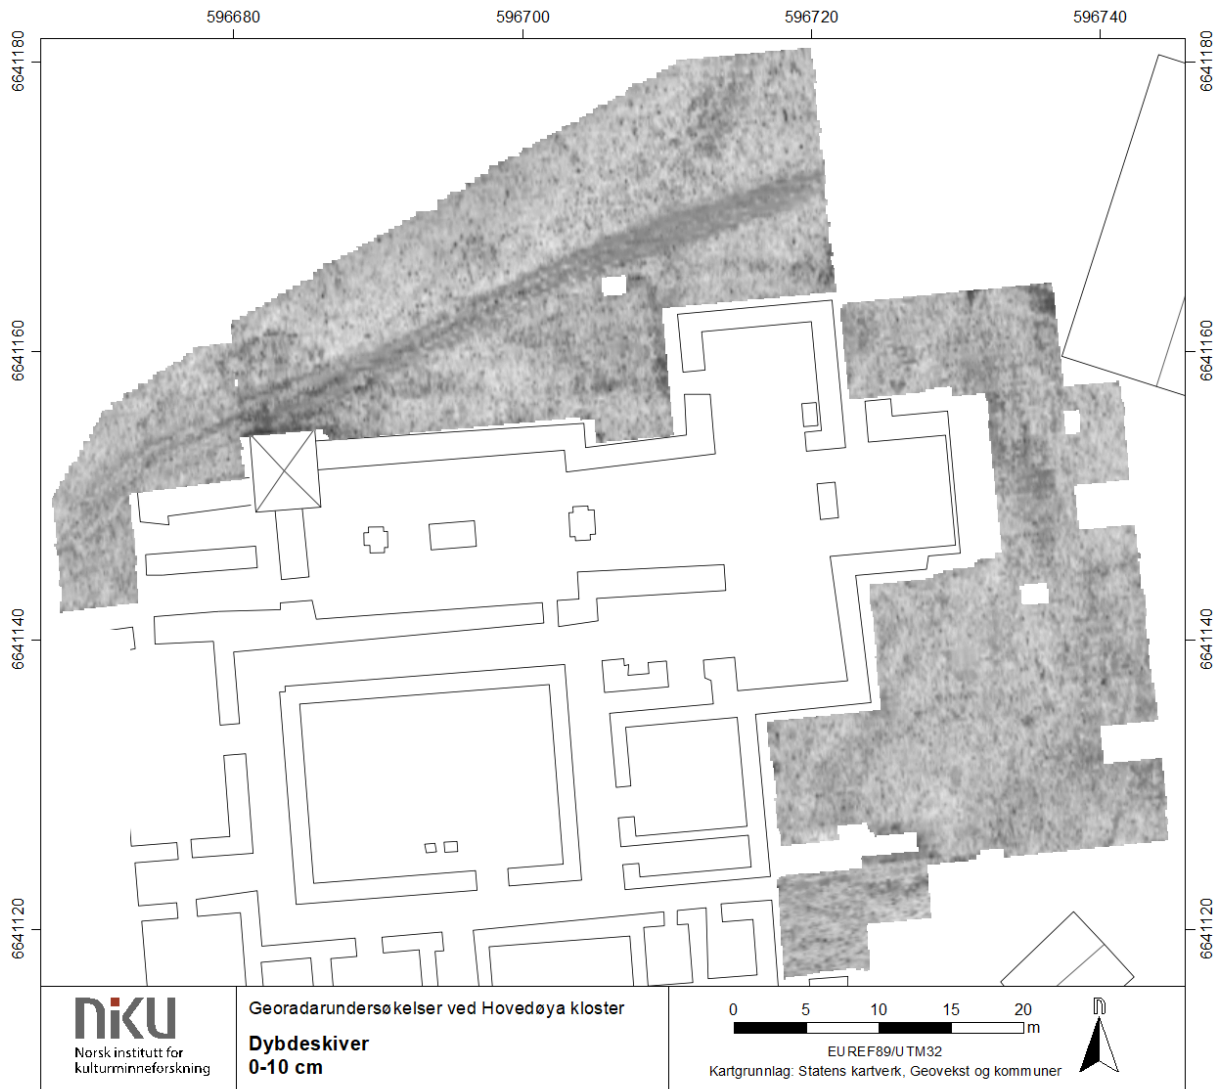 596680 596700 596720 596740
6641180 6641180
6641160 6641160
6641140 6641140
6641120 6641120
niku
Norsk institutt for
kulturminneforskning
Georadarundersøkelser ved Hovedøya kloster
Dybdeskiver
0-10 cm
0 5 10 15 20
m
EUREF89/UTM32
Kartgrunnlag: Statens kartverk, Geovekst og kommuner
n